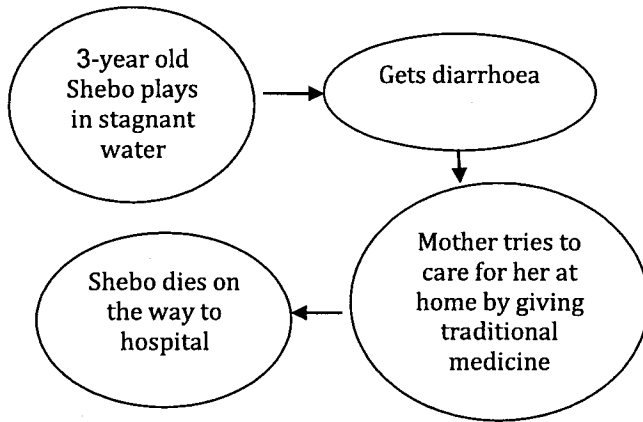 3-year old
Shebo plays
in stagnant
water
Gets diarrhoea
Mother tries to
care for her at
home by giving
traditional
medicine
Shebo dies on
the way to
hospital